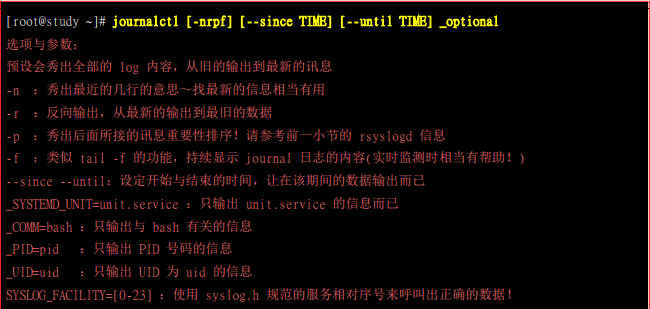 [root@study ~]# journalctl [-nrpf] [--since TIME] [--until TIME] _optional
选项与参数：
预设会秀出全部的 log 内容，从旧的输出到最新的讯息
-n ：秀出最近的几行的意思～找最新的信息相当有用
-r ：反向输出，从最新的输出到最旧的数据
-p ：秀出后面所接的讯息重要性排序！请参考前一小节的 rsyslogd 信息
-f ：类似 tail -f 的功能，持续显示 journal 日志的内容(实时监测时相当有帮助！)
--since --until：设定开始与结束的时间，让在该期间的数据输出而已
_SYSTEMD_UNIT=unit.service ：只输出 unit.service 的信息而已
_COMM=bash ：只输出与 bash 有关的信息
_PID=pid ：只输出 PID 号码的信息
_UID=uid ：只输出 UID 为 uid 的信息
SYSLOG_FACILITY=[0-23] ：使用 syslog.h 规范的服务相对序号来呼叫出正确的数据！